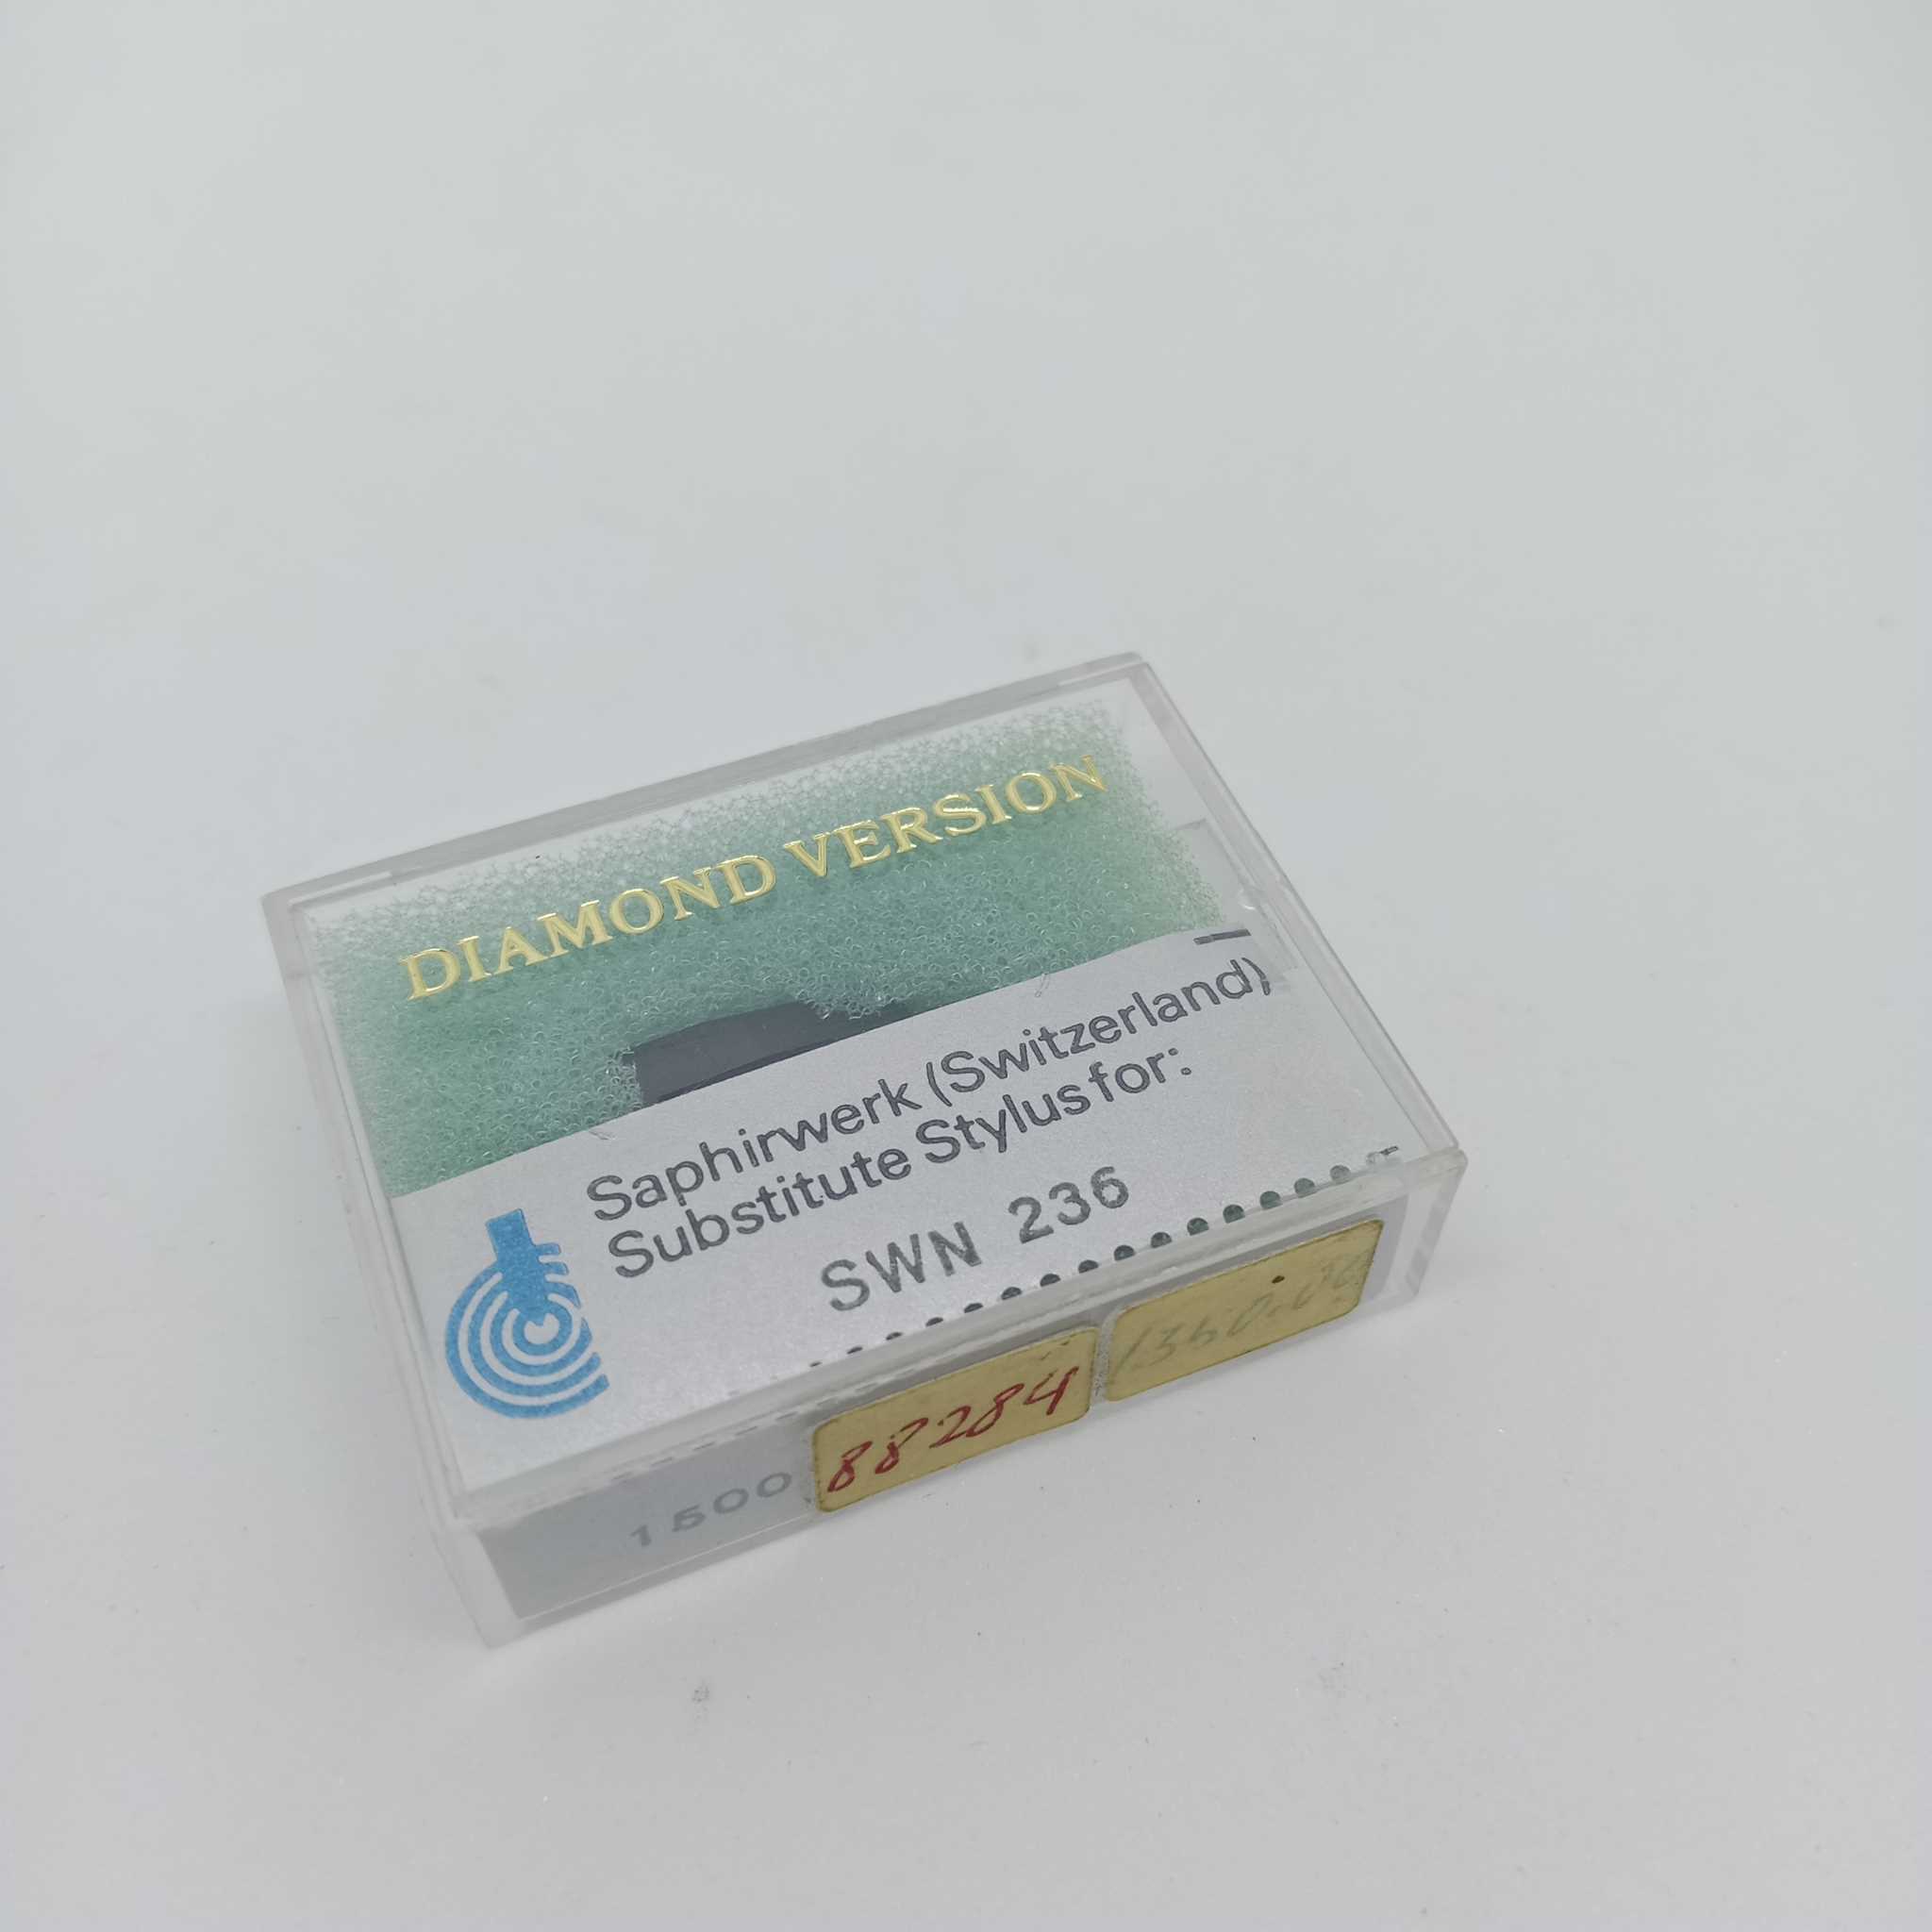 DIAMOND VERSION
Saphirwerk (Switzerland)
Substitute Stylus for:
SWN 236
1500
88284